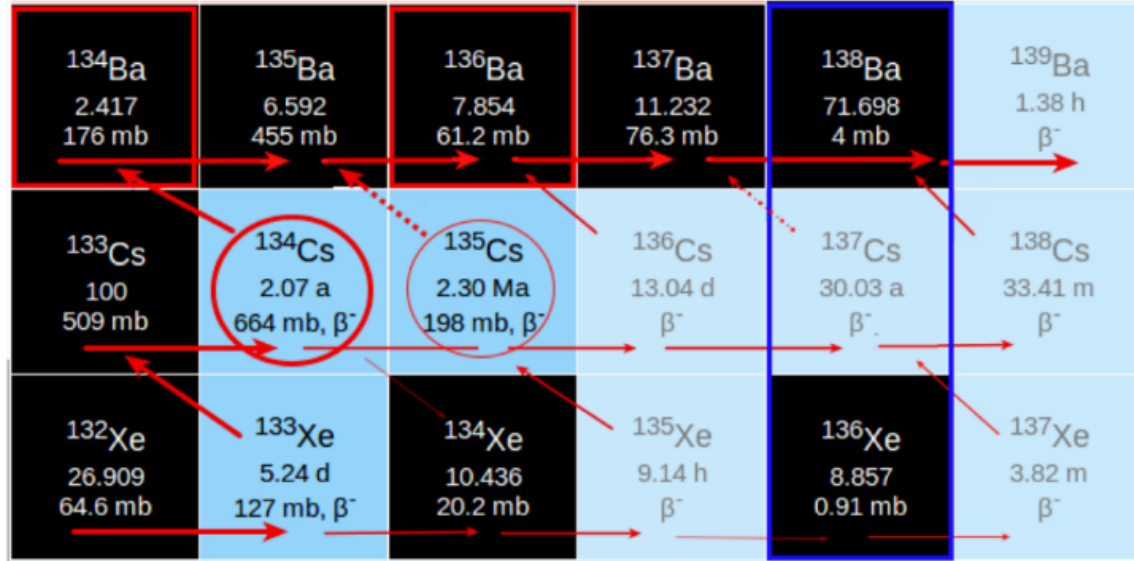 ¹³⁴Ba
2.417
176 mb
¹³⁵Ba
6.592
455 mb
¹³⁶Ba
7.854
61.2 mb
¹³⁷Ba
11.232
76.3 mb
¹³⁸Ba
71.698
4 mb
¹³⁹Ba
1.38 h
β⁻
¹³³Cs
100
509 mb
¹³⁴Cs
2.07 a
664 mb, β⁻
¹³⁵Cs
2.30 Ma
198 mb, β⁻
¹³⁶Cs
13.04 d
β⁻
¹³⁷Cs
30.03 a
β⁻
¹³⁸Cs
33.41 m
β⁻
¹³²Xe
26.909
64.6 mb
¹³³Xe
5.24 d
127 mb, β⁻
¹³⁴Xe
10.436
20.2 mb
¹³⁵Xe
9.14 h
β⁻
¹³⁶Xe
8.857
0.91 mb
¹³⁷Xe
3.82 m
β⁻